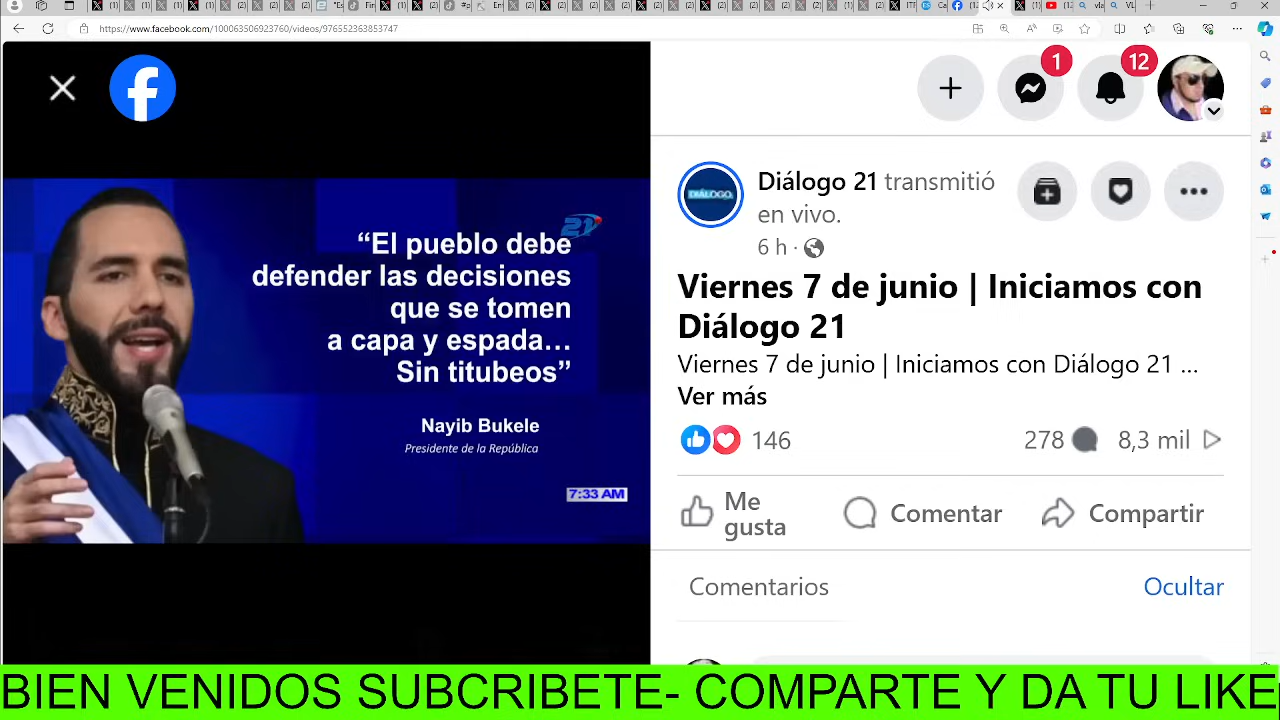 https://www.facebook.com/100063506923760/videos/976552363853747
1
12
Diálogo 21 transmitió
en vivo.
6 h ·
DIÁLOGO
Viernes 7 de junio | Iniciamos con
Diálogo 21
Viernes 7 de junio | Iniciamos con Diálogo 21 ...
Ver más
146
278
8,3 mil
Me
gusta
Comentar
Compartir
Comentarios
Ocultar
21
“El pueblo debe
defender las decisiones
que se tomen
a capa y espada...
Sin titubeos”
Nayib Bukele
Presidente de la República
7:33 AM
BIEN VENIDOS SUBCRIBETE- COMPARTE Y DA TU LIKE